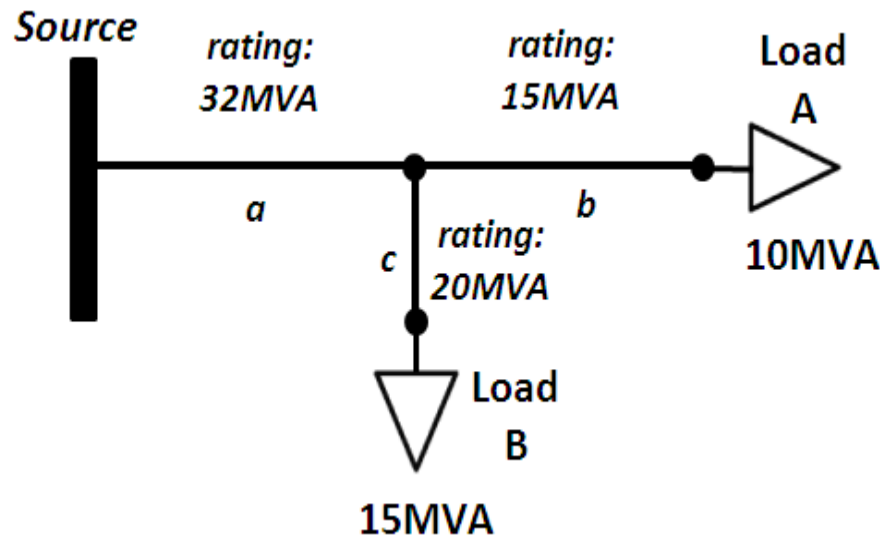 Source
rating:
32MVA
rating:
15MVA
Load
A
a
b
10MVA
c
rating:
20MVA
Load
B
15MVA